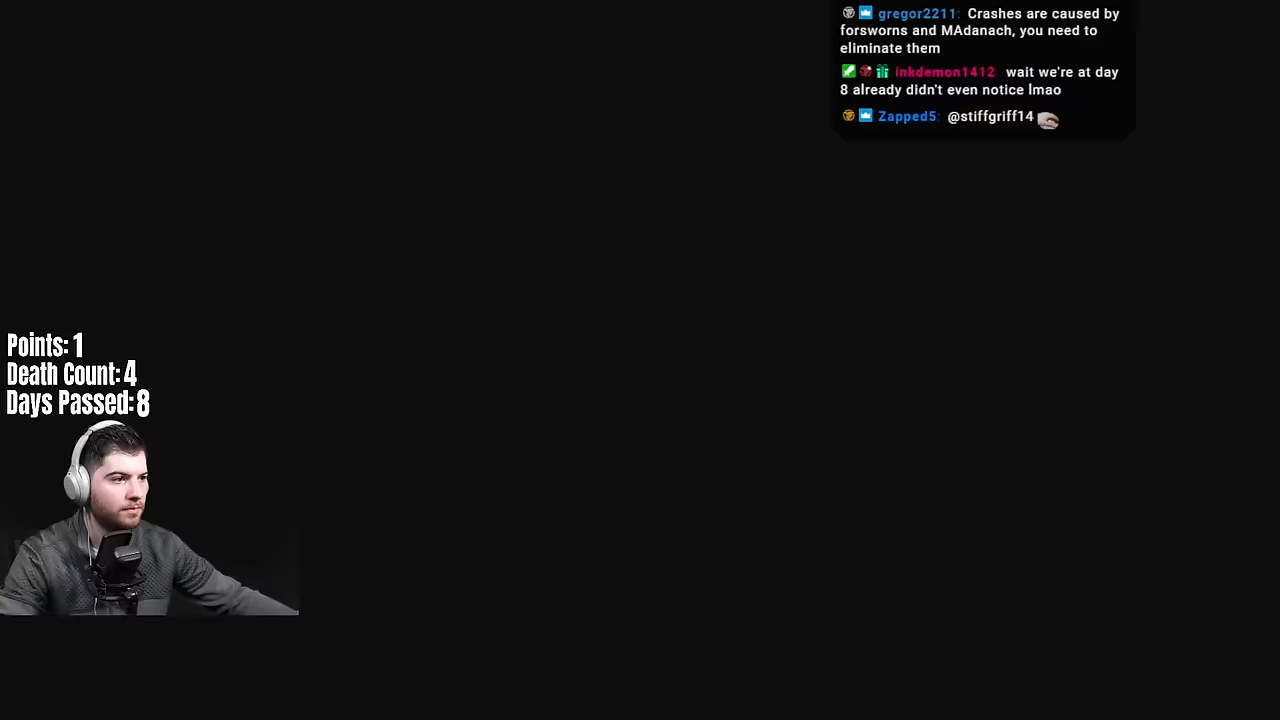 gregor2211: Crashes are caused by
forsworns and MAdanach, you need to
eliminate them
inkdemon1412 wait we're at day
8 already didn't even notice lmao
Zapped5: @stiffgriff14
Points: 1
Death Count: 4
Days Passed: 8